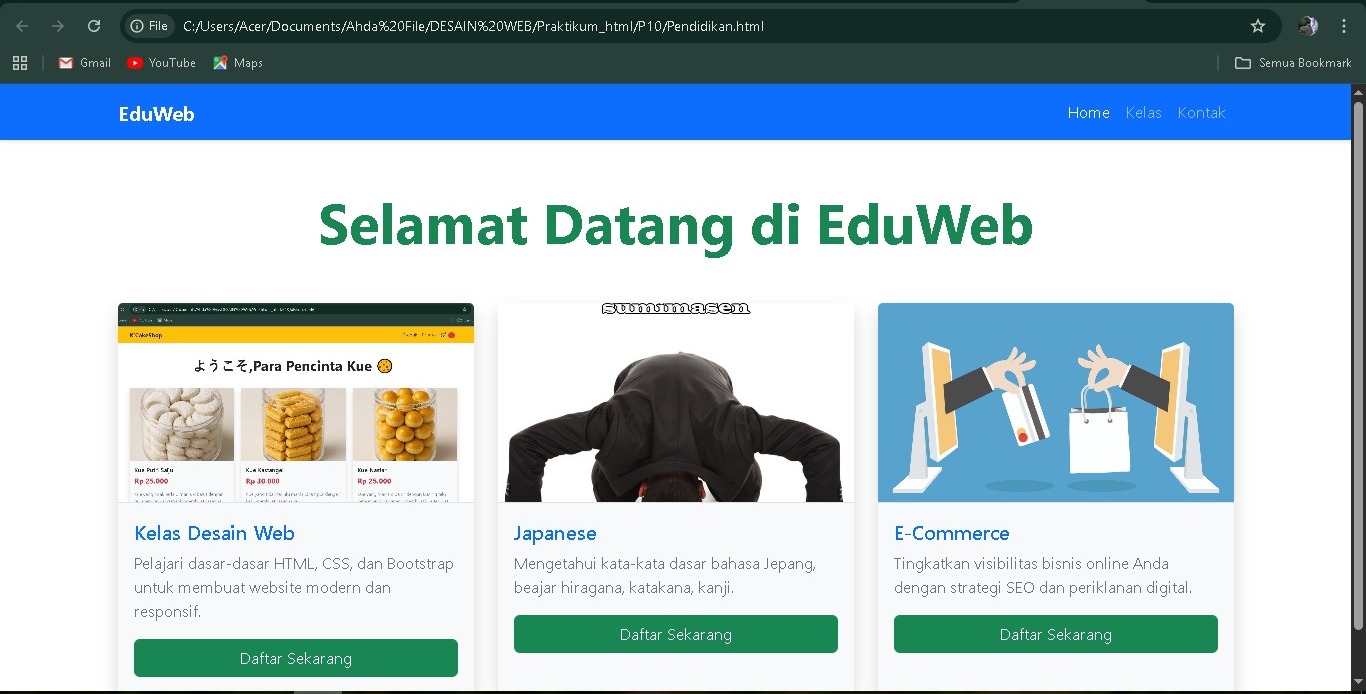 File
C:/Users/Acer/Documents/Ahda%20File/DESAIN%20WEB/Praktikum_html/P10/Pendidikan.html
Gmail
YouTube
Maps
Semua Bookmark
EduWeb
Home
Kelas
Kontak
Selamat Datang di EduWeb
K'CakeShop
ようこそ,Para Pencinta Kue
Kue Putri Salju
Rp 25.000
Kue Kastangel
Rp 30.000
Kue Nastar
Rp 25.000
sumimasen
Kelas Desain Web
Pelajari dasar-dasar HTML, CSS, dan Bootstrap
untuk membuat website modern dan
responsif.
Daftar Sekarang
Japanese
Mengetahui kata-kata dasar bahasa Jepang,
beajar hiragana, katakana, kanji.
Daftar Sekarang
E-Commerce
Tingkatkan visibilitas bisnis online Anda
dengan strategi SEO dan periklanan digital.
Daftar Sekarang